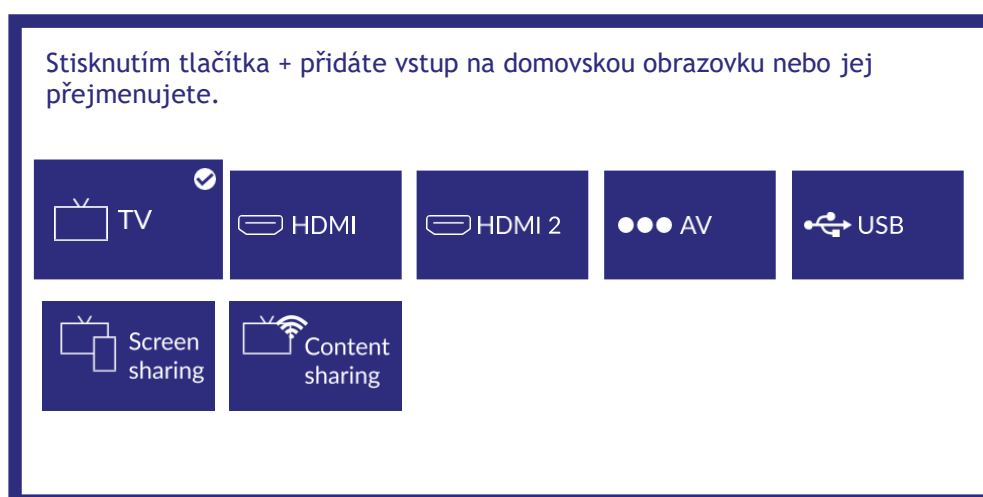 Stisknutím tlačítka + přidáte vstup na domovskou obrazovku nebo jej
přejmenujete.
TV
HDMI
HDMI 2
AV
USB
Screen
sharing
Content
sharing